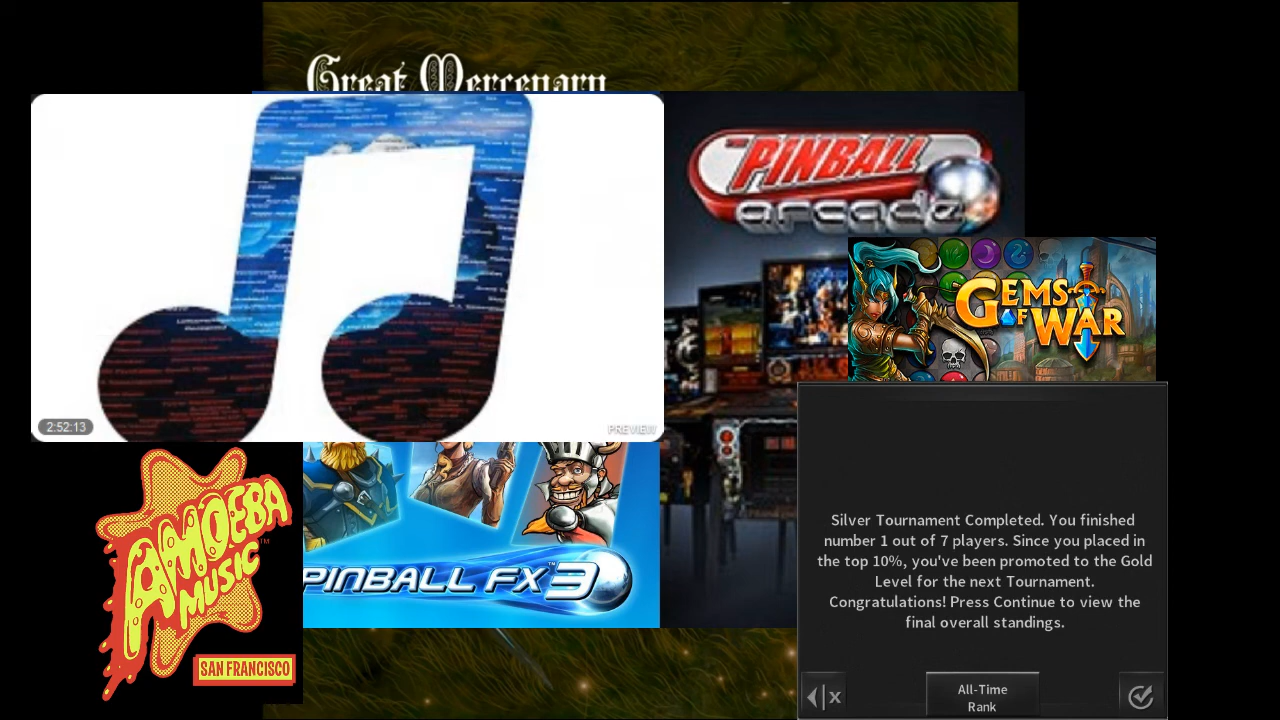 Great Mercenary
THE PINBALL
arcade
GEMS
OF WAR
2:52:13
PREVIEW
AMOEBA
MUSIC™
SAN FRANCISCO
PINBALL FX™3
Silver Tournament Completed. You finished
number 1 out of 7 players. Since you placed in
the top 10%, you've been promoted to the Gold
Level for the next Tournament.
Congratulations! Press Continue to view the
final overall standings.
x
All-Time
Rank